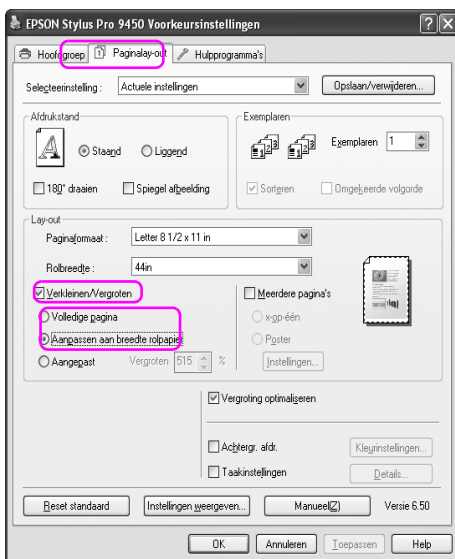 EPSON Stylus Pro 9450 Voorkeursinstellingen
Hoofdgroep Paginalay-out Hulpprogramma's
Selecteerinstelling : Actuele instellingen Opslaan/verwijderen...
Afdrukstand Exemplaren
A Staand Liggend Exemplaren 1
180° draaien Spiegel afbeelding Sorteren Omgekeerde volgorde
Lay-out
Paginaformaat : Letter 8 1/2 x 11 in
Rolbreedte : 44in
Verkleinen/Vergroten Meerdere pagina's
Volledige pagina x-op-één
Aanpassen aan breedte rolpapier Poster
Aangepast Vergroten 515 % Instellingen...
Vergroting optimaliseren
Achtergr. afdr. Kleurinstellingen...
Taakinstellingen Details...
Reset standaard Instellingen weergeven... Manueel(Z) Versie 6.50
OK Annuleren Toepassen Help